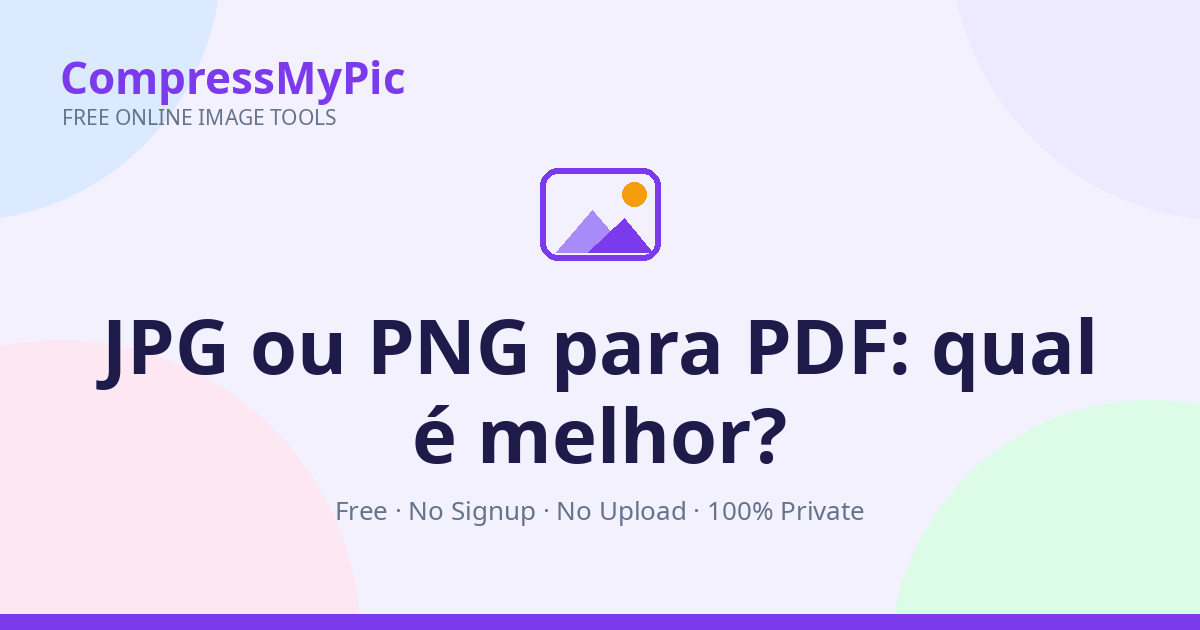 CompressMyPic
FREE ONLINE IMAGE TOOLS
JPG ou PNG para PDF: qual
é melhor?
Free · No Signup · No Upload · 100% Private